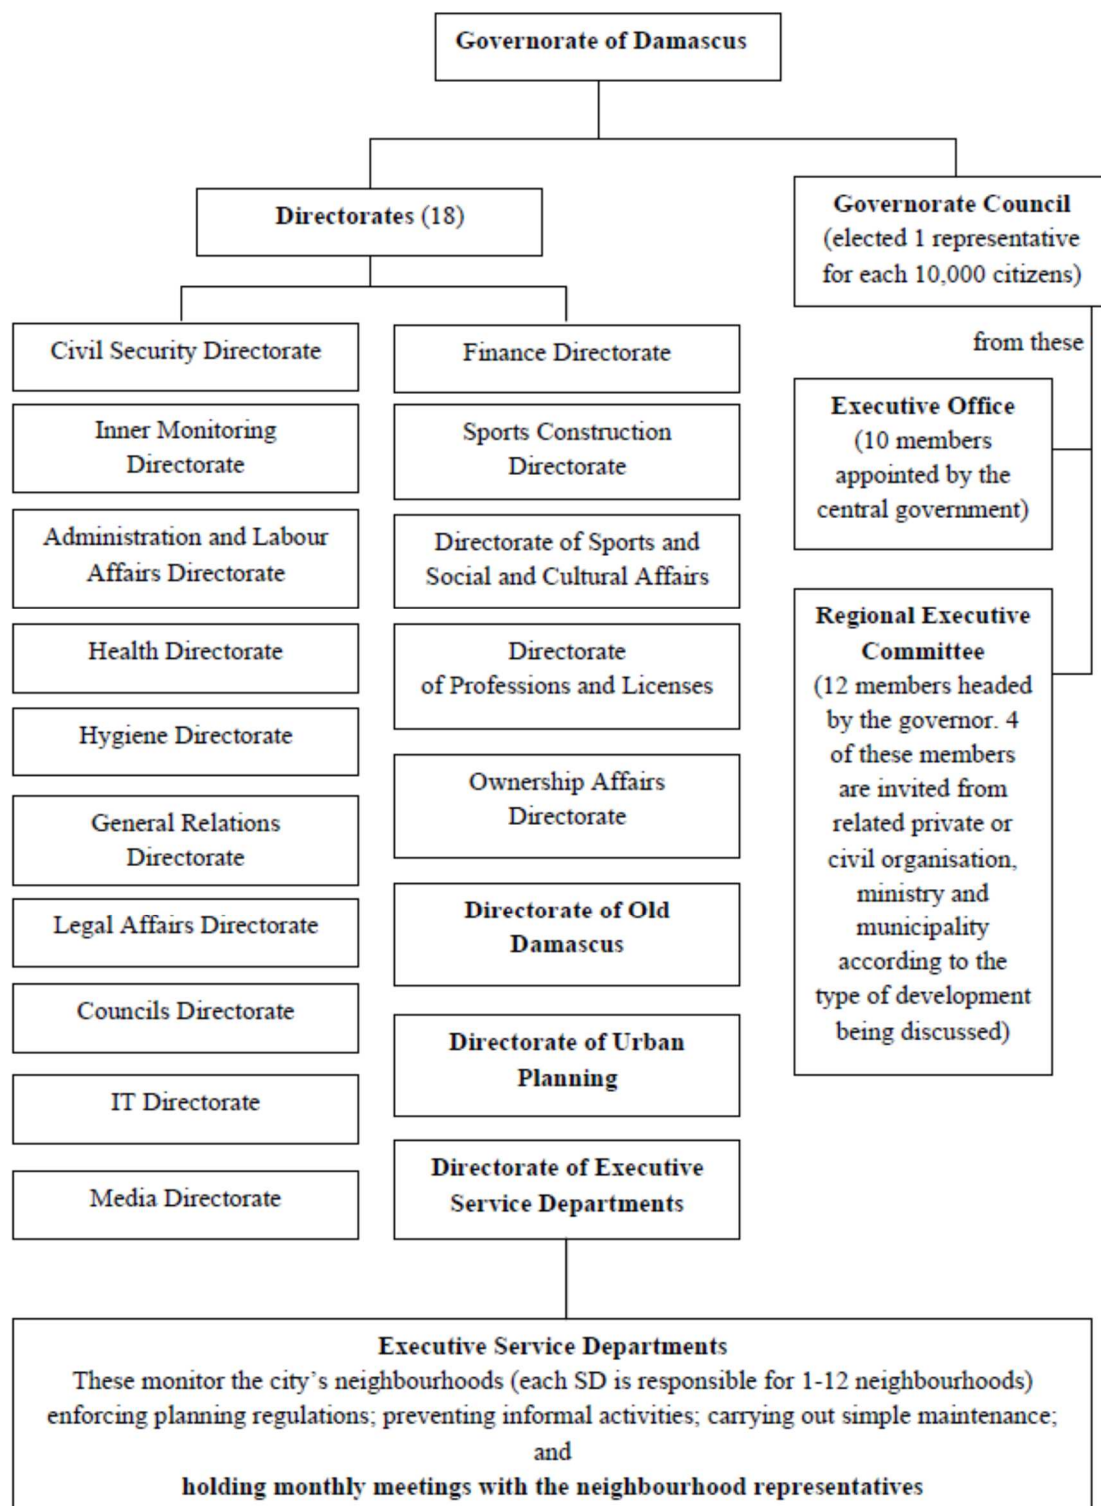 Governorate of Damascus
Directorates (18)
Governorate Council
(elected 1 representative
for each 10,000 citizens)
from these
Civil Security Directorate
Inner Monitoring
Directorate
Administration and Labour
Affairs Directorate
Health Directorate
Hygiene Directorate
General Relations
Directorate
Legal Affairs Directorate
Councils Directorate
IT Directorate
Media Directorate
Finance Directorate
Sports Construction
Directorate
Directorate of Sports and
Social and Cultural Affairs
Directorate
of Professions and Licenses
Ownership Affairs
Directorate
Directorate of Old
Damascus
Directorate of Urban
Planning
Directorate of Executive
Service Departments
Executive Office
(10 members
appointed by the
central government)
Regional Executive
Committee
(12 members headed
by the governor. 4
of these members
are invited from
related private or
civil organisation,
ministry and
municipality
according to the
type of development
being discussed)
Executive Service Departments
These monitor the city’s neighbourhoods (each SD is responsible for 1-12 neighbourhoods)
enforcing planning regulations; preventing informal activities; carrying out simple maintenance;
and
holding monthly meetings with the neighbourhood representatives